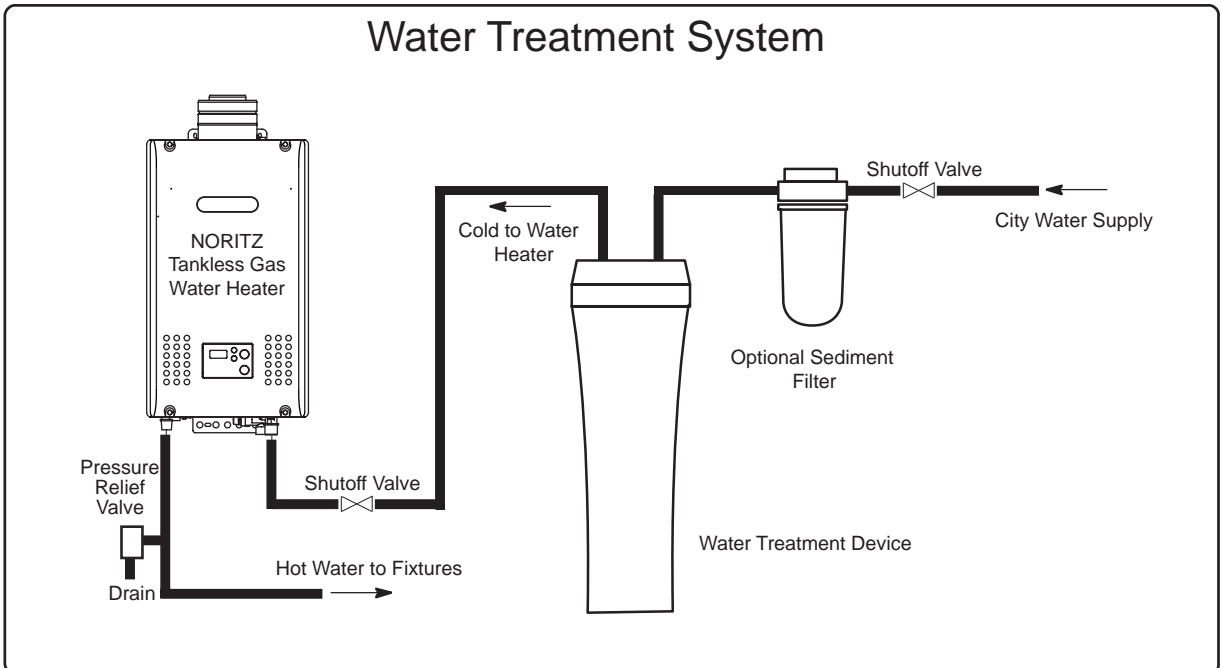 Water Treatment System
Shutoff Valve
City Water Supply
Cold to Water
Heater
NORITZ
Tankless Gas
Water Heater
Optional Sediment
Filter
Pressure
Relief
Valve
Shutoff Valve
Water Treatment Device
Hot Water to Fixtures
Drain